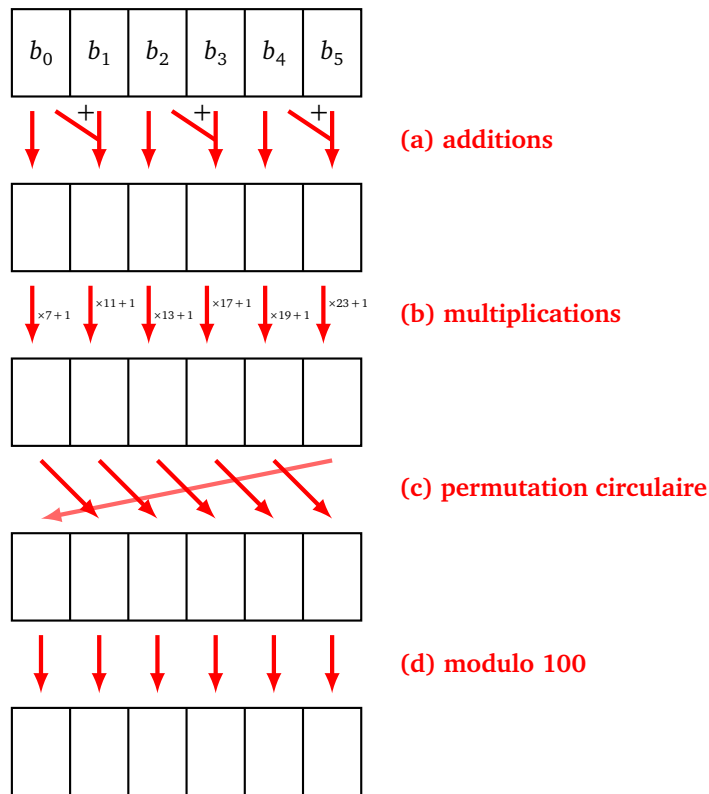 b₀ b₁ b₂ b₃ b₄ b₅
+ + +
(a) additions
×7+1 ×11+1 ×13+1 ×17+1 ×19+1 ×23+1
(b) multiplications
(c) permutation circulaire
(d) modulo 100